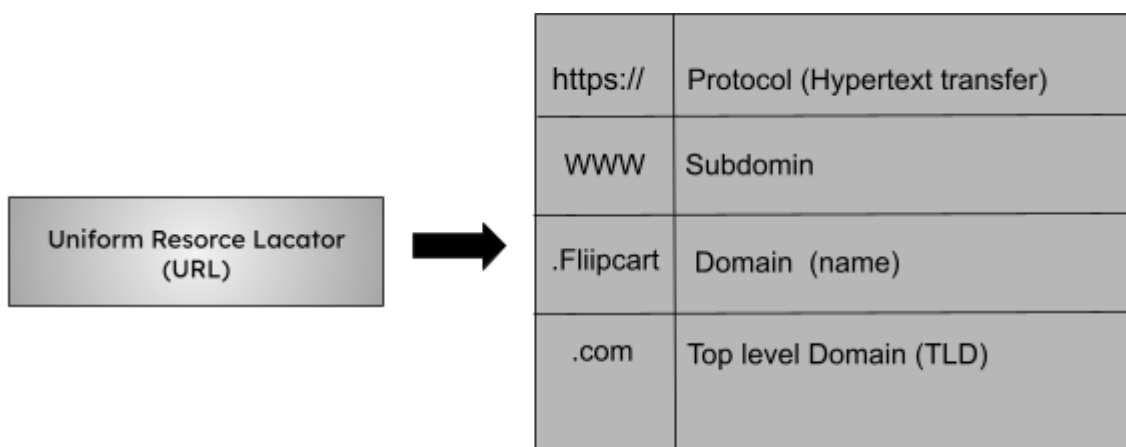 Uniform Resorce Lacator
(URL)
https:// Protocol (Hypertext transfer)
WWW Subdomin
.Fliipcart Domain (name)
.com Top level Domain (TLD)